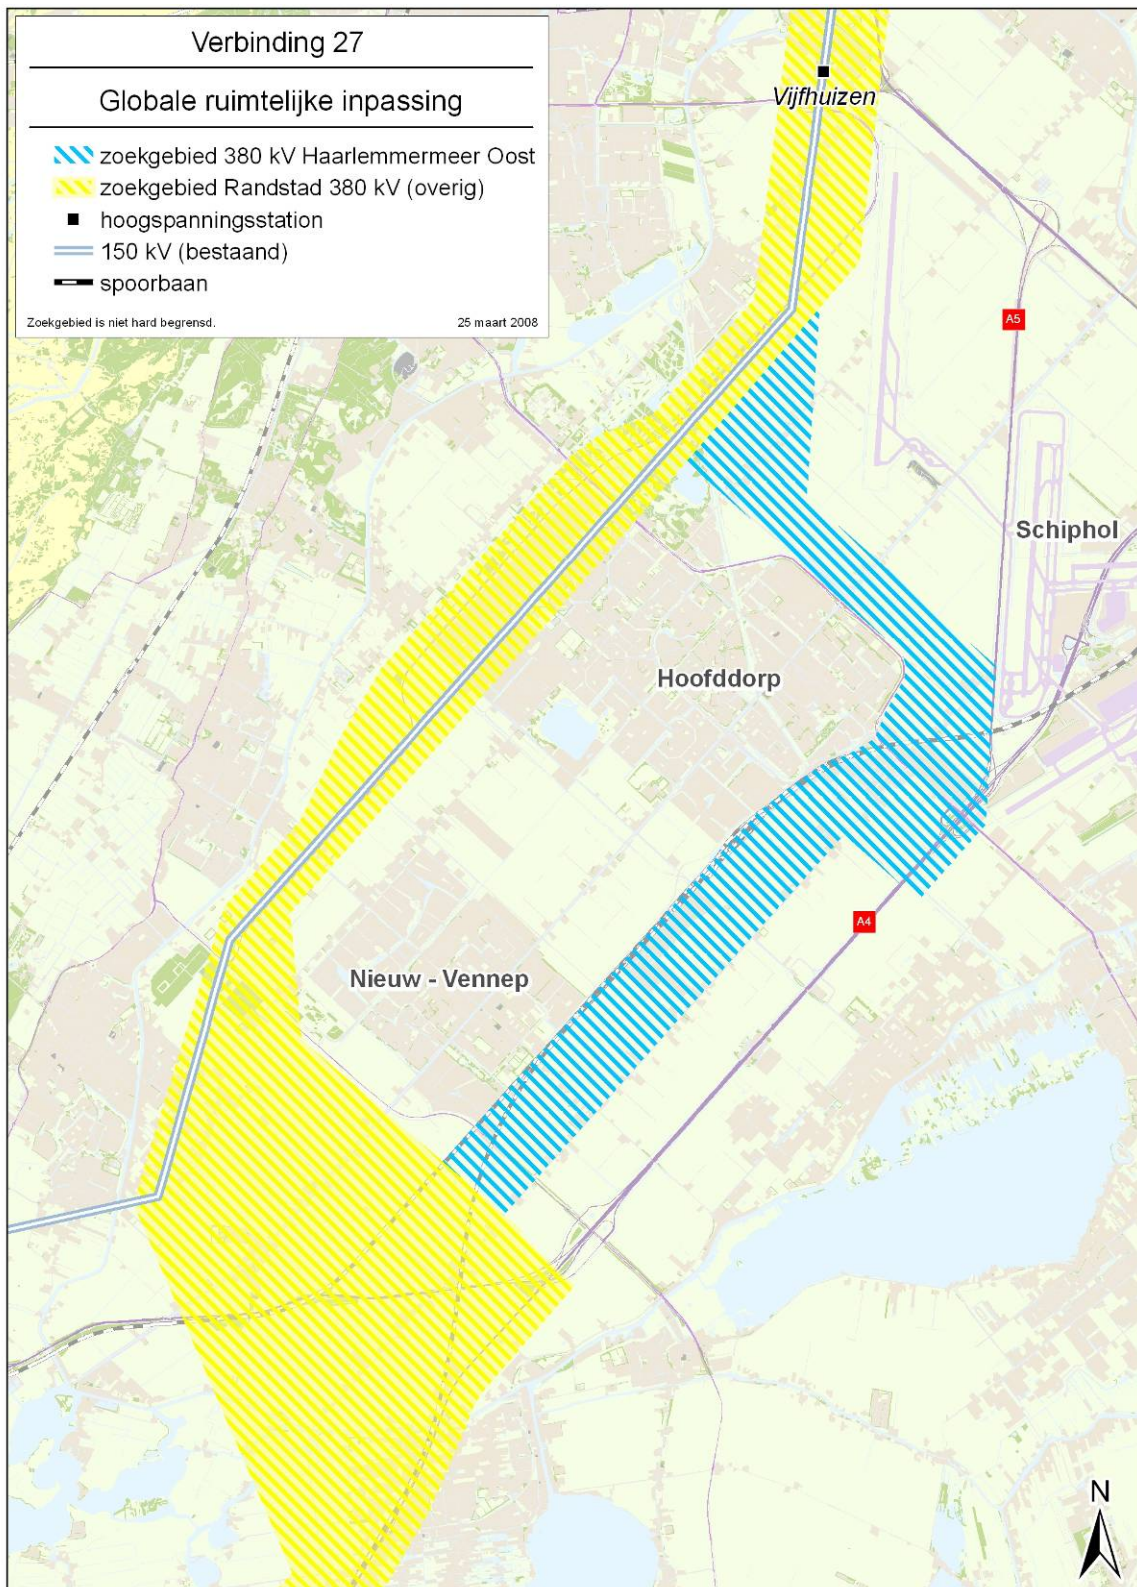 Verbinding 27
Globale ruimtelijke inpassing
zoekgebied 380 kV Haarlemmermeer Oost
zoekgebied Randstad 380 kV (overig)
hoogspanningsstation
150 kV (bestaand)
spoorbaan
Zoekgebied is niet hard begrensd. 25 maart 2008
Vijfhuizen
A5
Schiphol
Hoofddorp
A4
Nieuw - Vennep
N